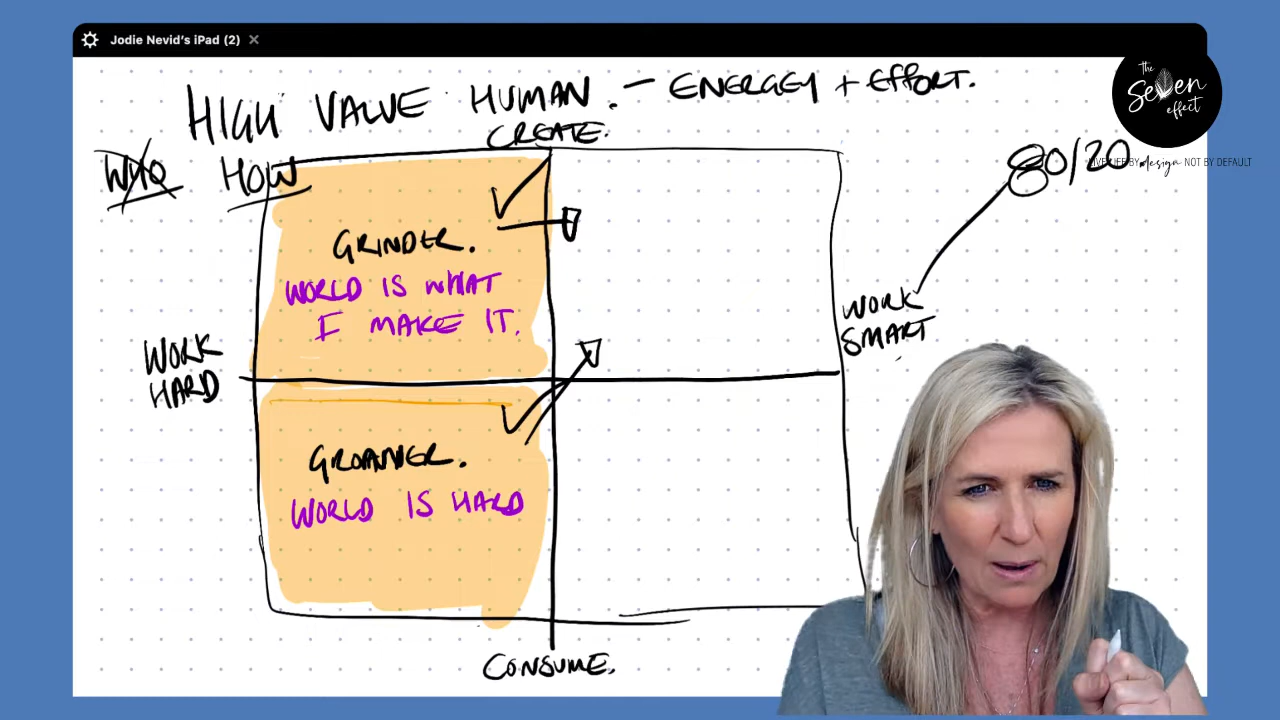 Jodie Nevid's iPad (2)
HIGH VALUE HUMAN. - ENERGEY + EFFORT.
the
Seven
effect
CREATE.
WHO HOW
80/20
LIVE LIFE BY design NOT BY DEFAULT
GRINDER.
WORLD IS WHAT
I MAKE IT.
WORK
SMART
WORK
HARD
GROANER.
WORLD IS HARD
CONSUME.